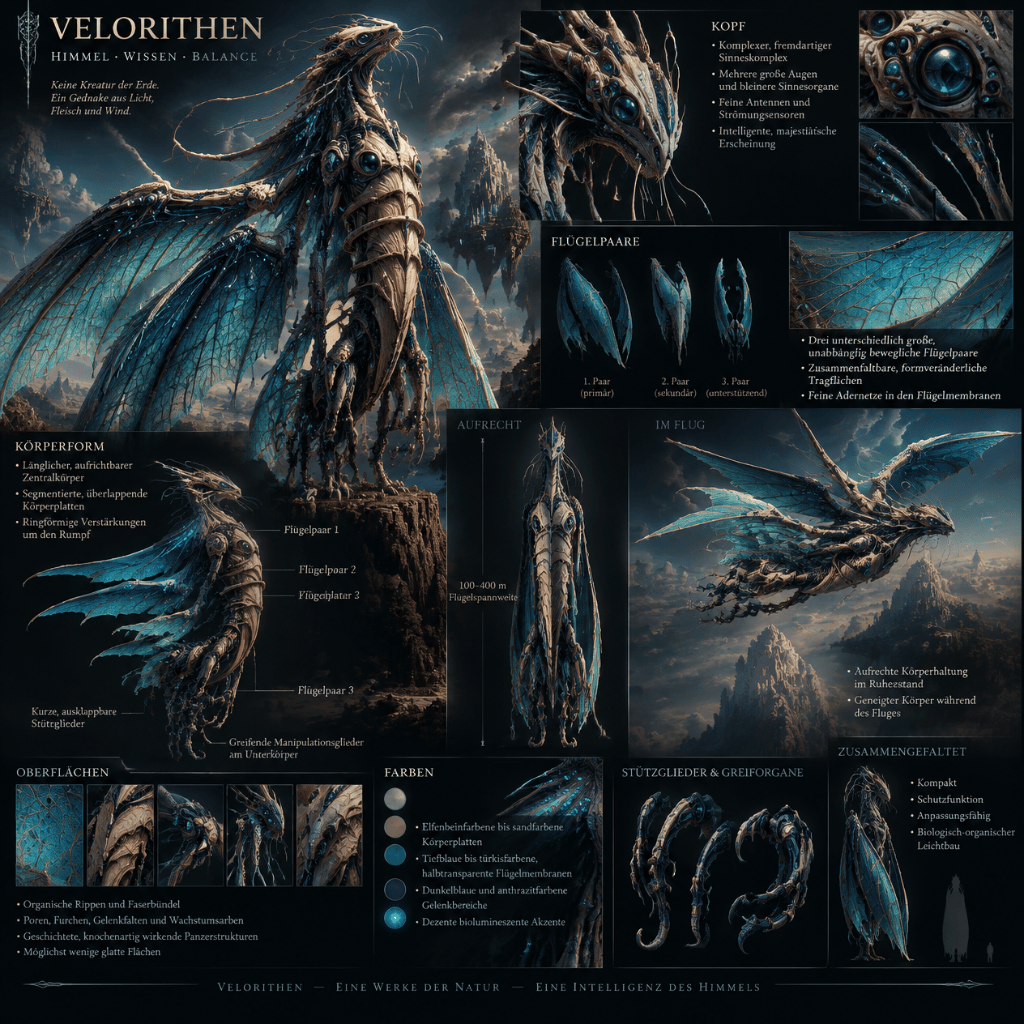 VELORITHEN
HIMMEL · WISSEN · BALANCE
Keine Kreatur der Erde.
Ein Gednake aus Licht,
Fleisch und Wind.
KOPF
• Komplexer, fremdartiger
Sinneskomplex
• Mehrere große Augen
und bleinere Sinnesorgane
• Feine Antennen und
Strömungsensoren
• Intelligente, majestätische
Erscheinung
FLÜGELPAARE
1. Paar
(primär)
2. Paar
(sekundär)
3. Paar
(unterstützend)
• Drei unterschiedlich große,
unabhängig bewegliche Flügelpaare
• Zusammenfaltbare, formveränderliche
Tragflächen
• Feine Adernetze in den Flügelmembranen
KÖRPERFORM
• Länglicher, aufrichtbarer
Zentralkörper
• Segmentierte, überlappende
Körperplatten
• Ringförmige Verstärkungen
um den Rumpf
Flügelpaar 1
Flügelpaar 2
Flügelpaar 3
Kurze, ausklappbare
Stützglieder
Greifende Manipulationsglieder
am Unterkörper
AUFRECHT
100–400 m
Flügelspannweite
IM FLUG
• Aufrechte Körperhaltung
im Ruhezstand
• Geneigter Körper während
des Fluges
OBERFLÄCHEN
• Organische Rippen und Faserbündel
• Poren, Furchen, Gelenkfalten und Wachstumsarben
• Geschichtete, knochenartig wirkende Panzerstrukturen
• Möglichst wenige glatte Flächen
FARBEN
• Elfenbeinfarbene bis sandfarbene
Körperplatten
• Tiefblaue bis türkisfarbene,
halbtransparente Flügelmembranen
• Dunkelblaue und anthrazitfarbene
Gelenkbereiche
• Dezente biolumineszente Akzente
STÜTZGLIEDER & GREIFORGANE
ZUSAMMENGEFALTET
• Kompakt
• Schutzfunktion
• Anpassungsfähig
• Biologisch-organischer
Leichtbau
VELORITHEN — EINE WERKE DER NATUR — EINE INTELLIGENZ DES HIMMELS